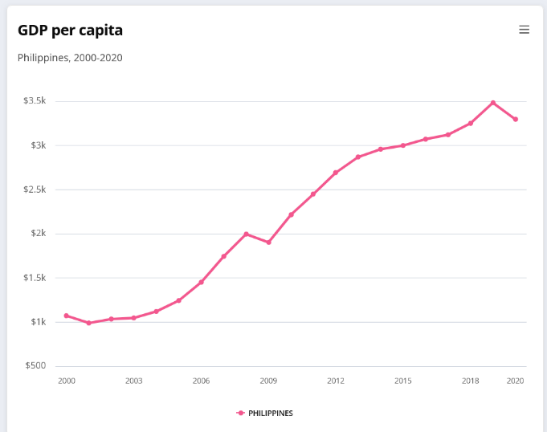 GDP per capita
Philippines, 2000-2020
$3.5k
$3k
$2.5k
$2k
$1.5k
$1k
$500
2000 2003 2006 2009 2012 2015 2018 2020
PHILIPPINES